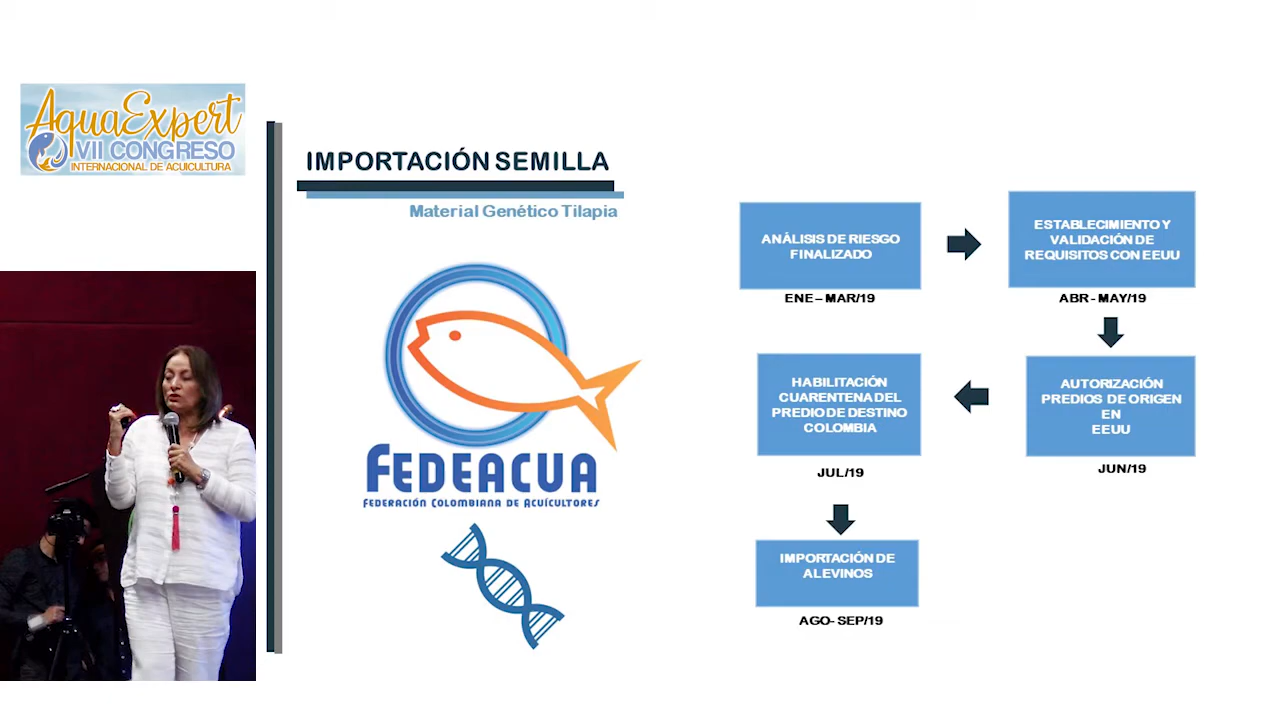 AquaExpert
VII CONGRESO
INTERNACIONAL DE ACUICULTURA
IMPORTACIÓN SEMILLA
Material Genético Tilapia
FEDEACUA
FEDERACIÓN COLOMBIANA DE ACUÍCULTORES
ANÁLISIS DE RIESGO
FINALIZADO
ENE – MAR/19
ESTABLECIMIENTO Y
VALIDACIÓN DE
REQUISITOS CON EEUU
ABR - MAY/19
AUTORIZACIÓN
PREDIOS DE ORIGEN
EN
EEUU
JUN/19
HABILITACIÓN
CUARENTENA DEL
PREDIO DE DESTINO
COLOMBIA
JUL/19
IMPORTACIÓN DE
ALEVINOS
AGO- SEP/19